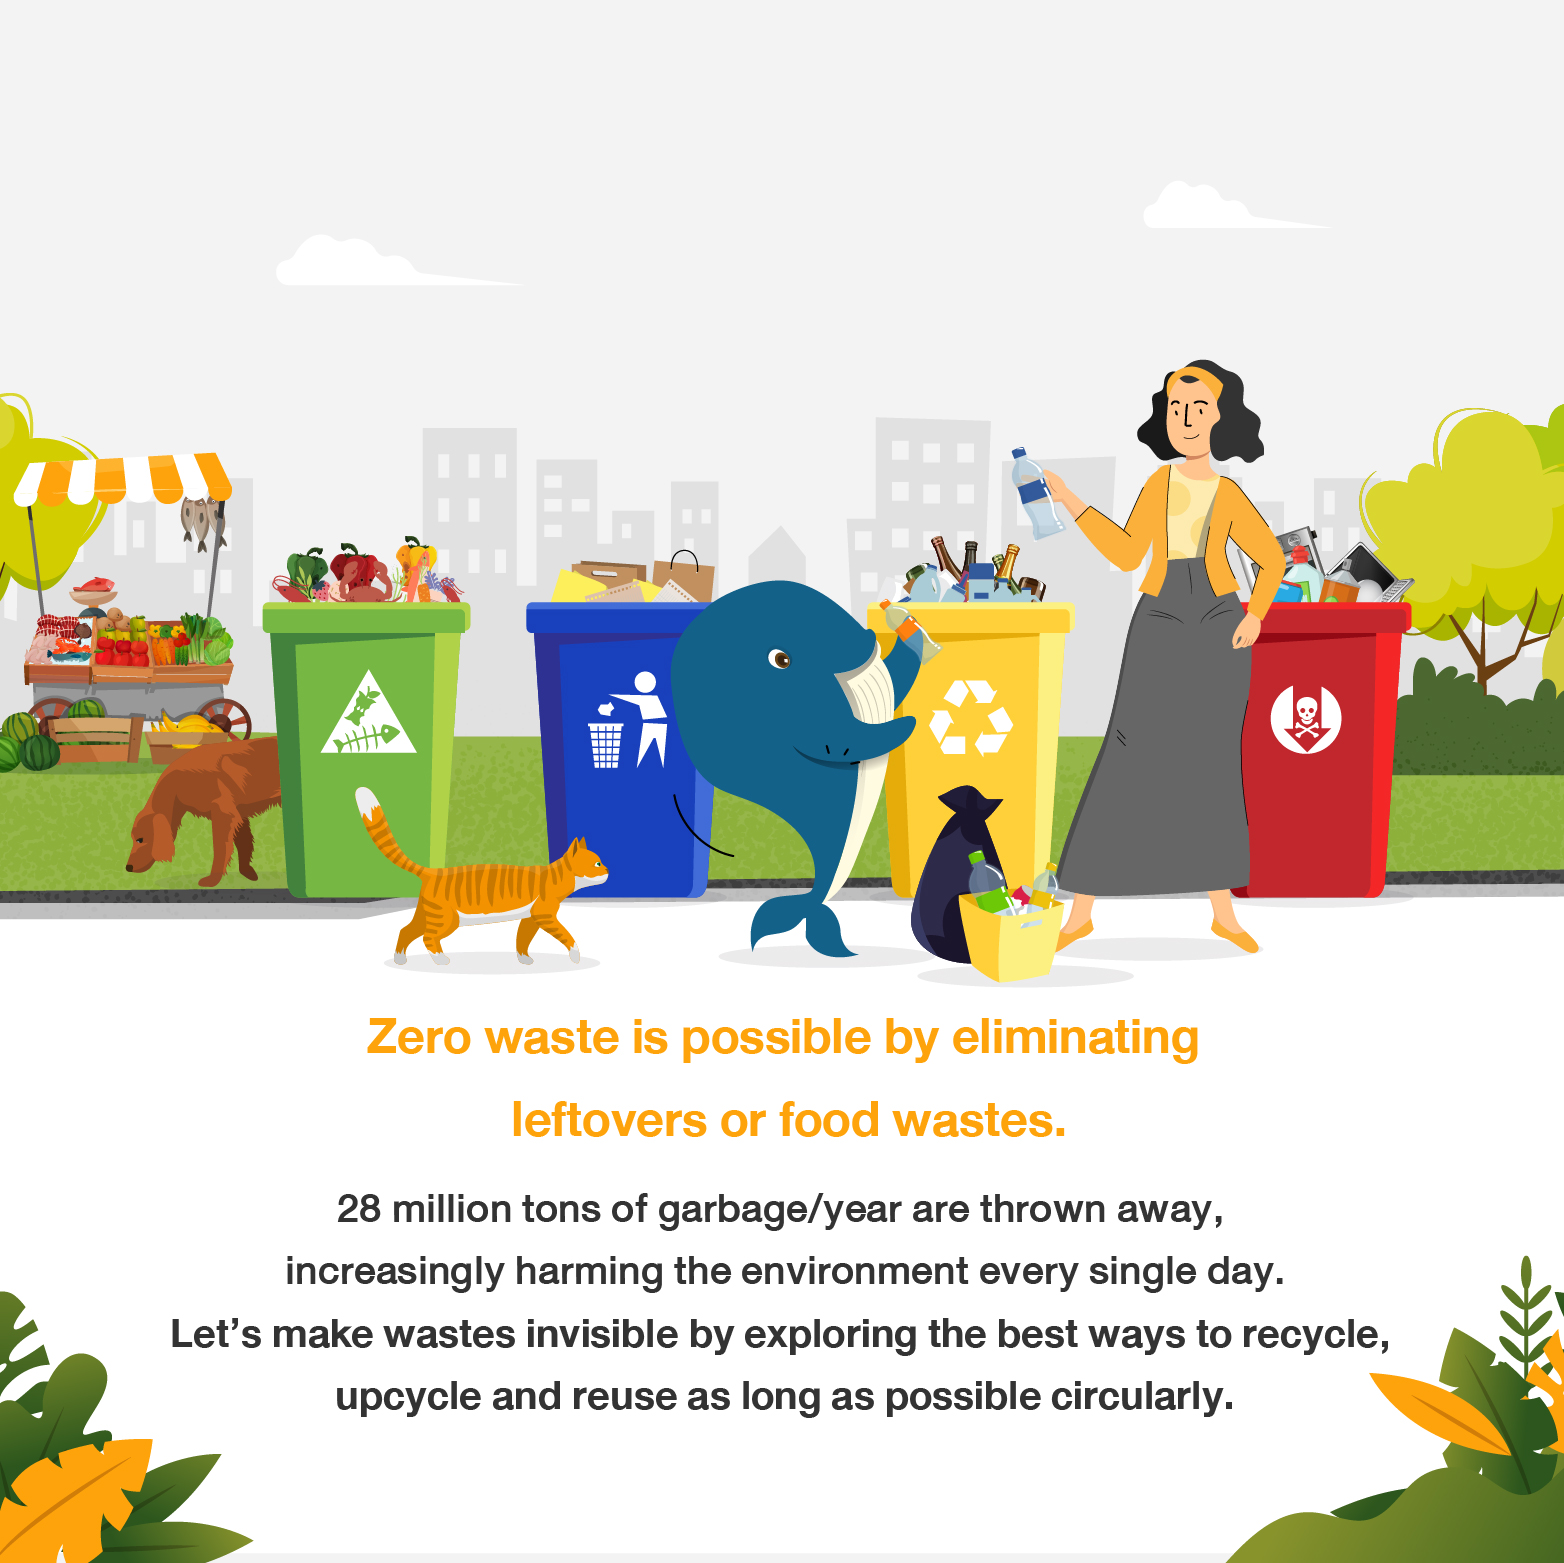 Zero waste is possible by eliminating
leftovers or food wastes.
28 million tons of garbage/year are thrown away,
increasingly harming the environment every single day.
Let’s make wastes invisible by exploring the best ways to recycle,
upcycle and reuse as long as possible circularly.